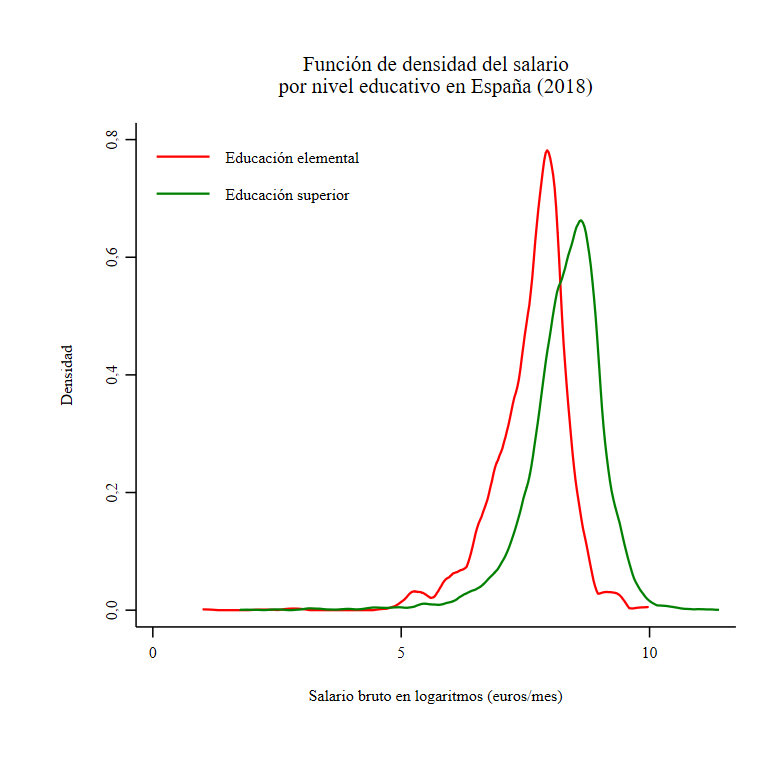 Función de densidad del salario
por nivel educativo en España (2018)
Educación elemental
Educación superior
Densidad
0,8
0,6
0,4
0,2
0,0
0
5
10
Salario bruto en logaritmos (euros/mes)